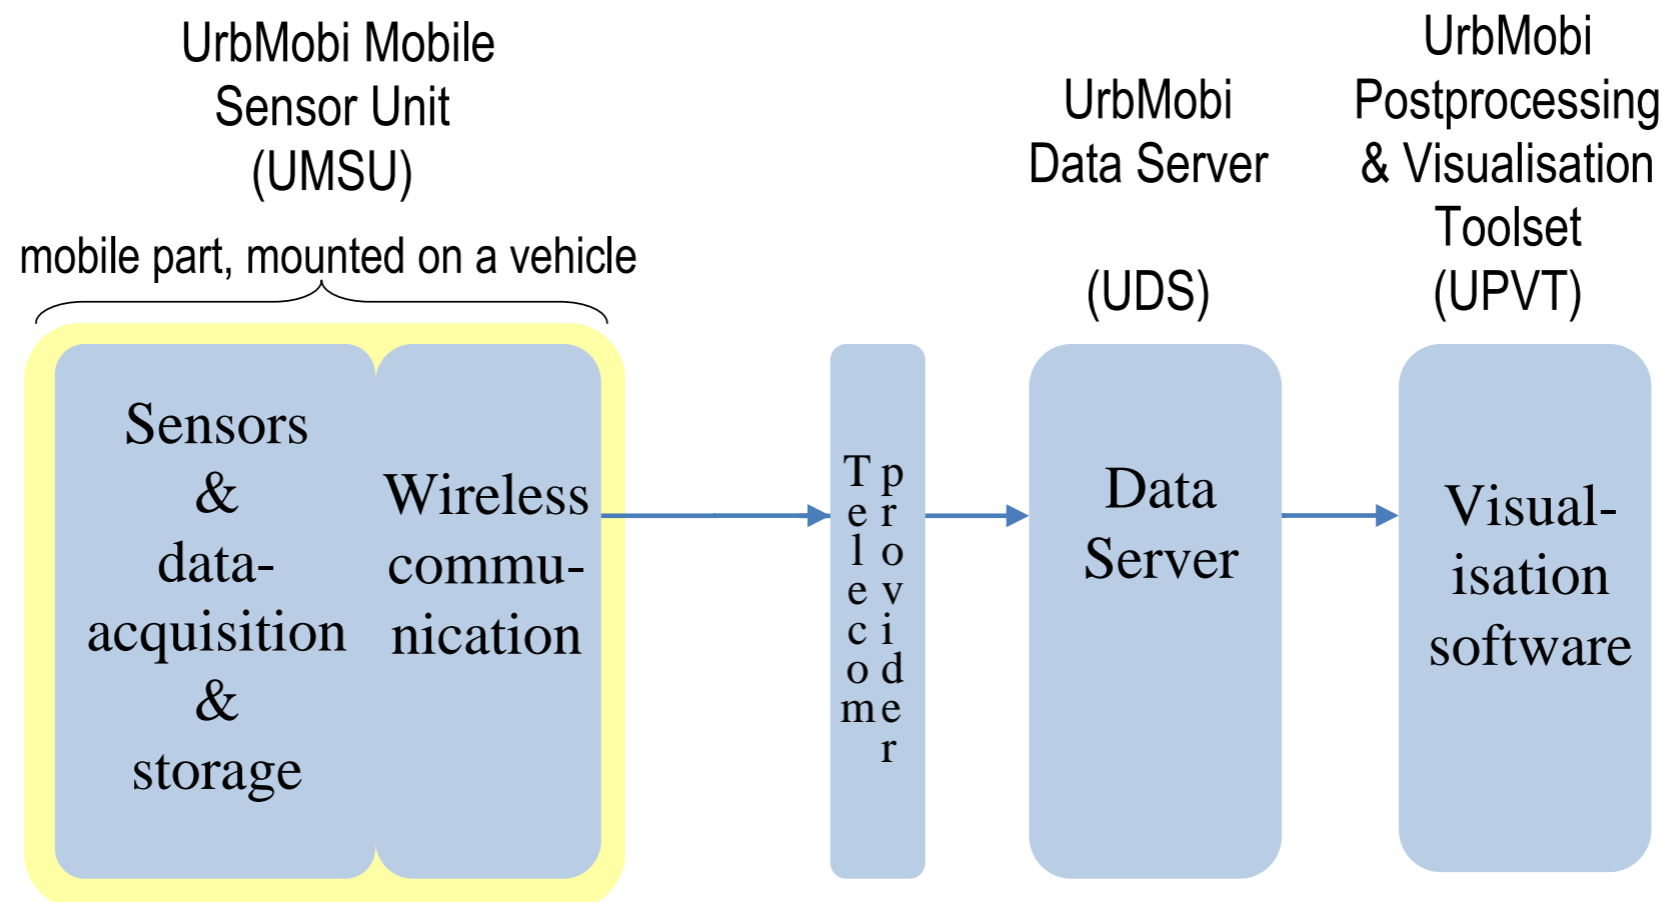 UrbMobi Mobile
Sensor Unit
(UMSU)
mobile part, mounted on a vehicle
UrbMobi
Data Server
(UDS)
UrbMobi
Postprocessing
& Visualisation
Toolset
(UPVT)
Sensors
&
data-
acquisition
&
storage
Wireless
commu-
nication
Telecom
provider
Data
Server
Visual-
isation
software